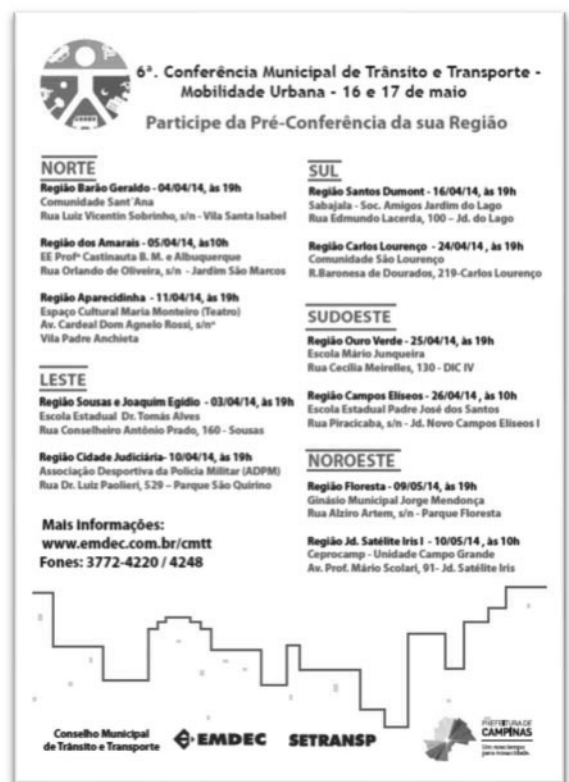 6ª. Conferência Municipal de Trânsito e Transporte -
Mobilidade Urbana - 16 e 17 de maio
Participe da Pré-Conferência da sua Região
NORTE
Região Barão Geraldo - 04/04/14, às 19h
Comunidade Sant´Ana
Rua Luiz Vicentin Sobrinho, s/n - Vila Santa Isabel
Região dos Amarais - 05/04/14, às10h
EE Profª Castinauta B. M. e Albuquerque
Rua Orlando de Oliveira, s/n - Jardim São Marcos
Região Aparecidinha - 11/04/14, às 19h
Espaço Cultural Maria Monteiro (Teatro)
Av. Cardeal Dom Agnelo Rossi, s/nº
Vila Padre Anchieta
LESTE
Região Sousas e Joaquim Egídio - 03/04/14, às 19h
Escola Estadual Dr. Tomás Alves
Rua Conselheiro Antônio Prado, 160 - Sousas
Região Cidade Judiciária- 10/04/14, às 19h
Associação Desportiva da Polícia Militar (ADPM)
Rua Dr. Luiz Paolieri, 529 – Parque São Quirino
Mais informações:
www.emdec.com.br/cmtt
Fones: 3772-4220 / 4248
SUL
Região Santos Dumont - 16/04/14, às 19h
Sabajala - Soc. Amigos Jardim do Lago
Rua Edmundo Lacerda, 100 – Jd. do Lago
Região Carlos Lourenço - 24/04/14 , às 19h
Comunidade São Lourenço
R.Baronesa de Dourados, 219-Carlos Lourenço
SUDOESTE
Região Ouro Verde - 25/04/14, às 19h
Escola Mário Junqueira
Rua Cecília Meirelles, 130 - DIC IV
Região Campos Elíseos - 26/04/14 , às 10h
Escola Estadual Padre José dos Santos
Rua Piracicaba, s/n - Jd. Novo Campos Elíseos I
NOROESTE
Região Floresta - 09/05/14, às 19h
Ginásio Municipal Jorge Mendonça
Rua Alziro Artem, s/n - Parque Floresta
Região Jd. Satélite Iris I - 10/05/14 , às 10h
Ceprocamp - Unidade Campo Grande
Av. Prof. Mário Scolari, 91- Jd. Satélite Iris
Conselho Municipal
de Trânsito e Transporte
EMDEC
SETRANSP
PREFEITURA DE
CAMPINAS
Um novo tempo
para nossa cidade.